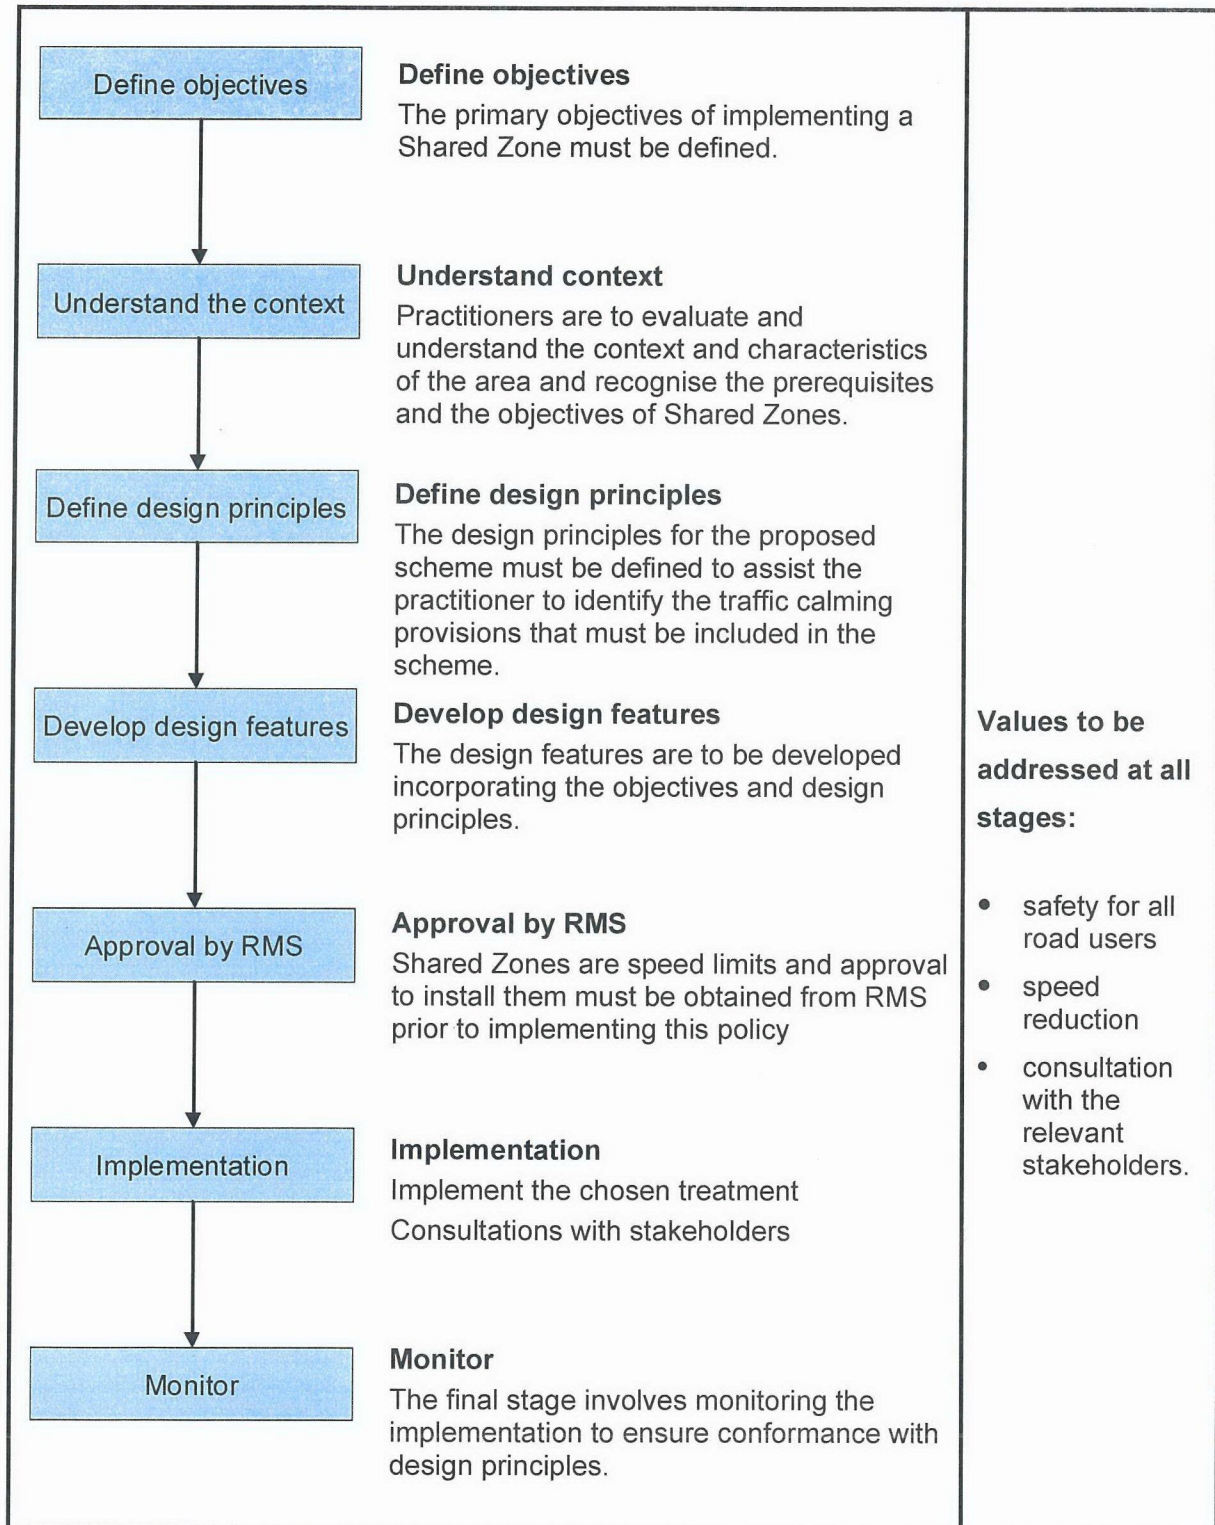 Define objectives
Define objectives
The primary objectives of implementing a
Shared Zone must be defined.
Understand the context
Understand context
Practitioners are to evaluate and
understand the context and characteristics
of the area and recognise the prerequisites
and the objectives of Shared Zones.
Define design principles
Define design principles
The design principles for the proposed
scheme must be defined to assist the
practitioner to identify the traffic calming
provisions that must be included in the
scheme.
Develop design features
Develop design features
The design features are to be developed
incorporating the objectives and design
principles.
Approval by RMS
Approval by RMS
Shared Zones are speed limits and approval
to install them must be obtained from RMS
prior to implementing this policy
Implementation
Implementation
Implement the chosen treatment
Consultations with stakeholders
Monitor
Monitor
The final stage involves monitoring the
implementation to ensure conformance with
design principles.
Values to be
addressed at all
stages:
• safety for all
road users
• speed
reduction
• consultation
with the
relevant
stakeholders.